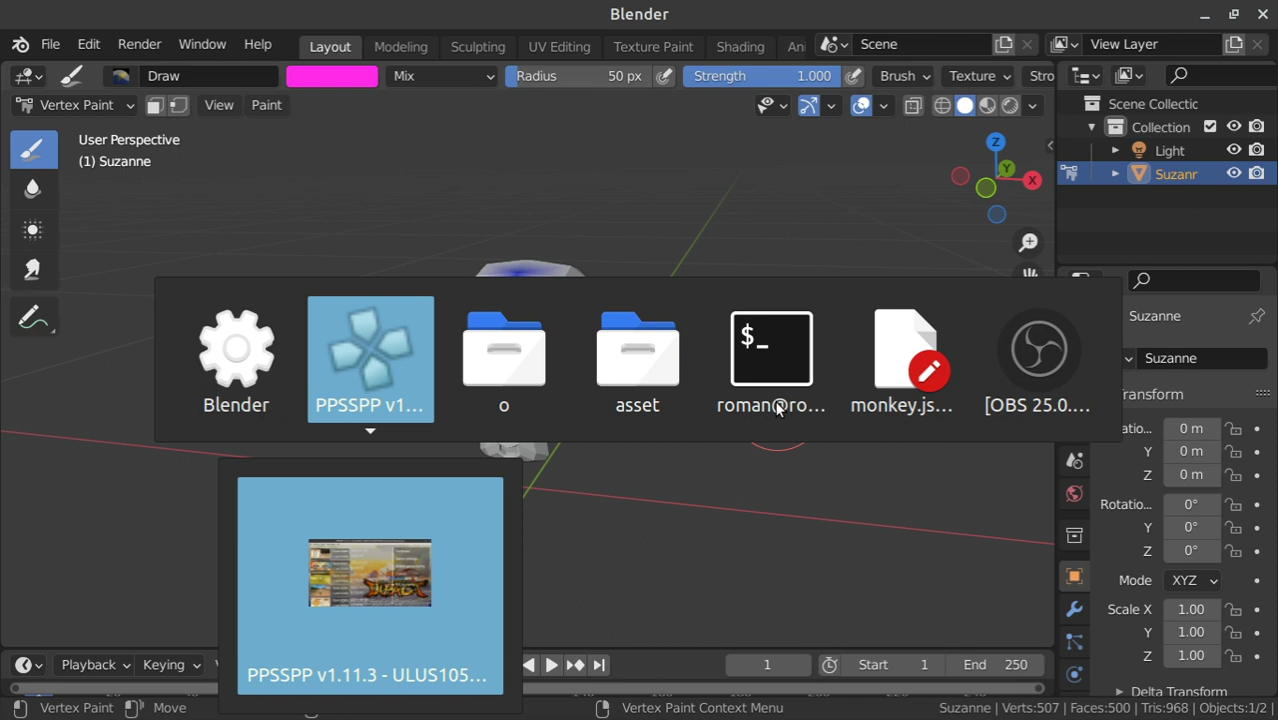 Blender
File Edit Render Window Help Layout Modeling Sculpting UV Editing Texture Paint Shading An Scene View Layer
Draw Mix Radius 50 px Strength 1.000 Brush Texture Stro
Vertex Paint View Paint
User Perspective
(1) Suzanne
Z
Y
X
Scene Collectic
Collection
Light
Suzanr
Blender PPSSPP v1... o asset roman@ro... monkey.js... [OBS 25.0....
$_
PPSSPP v1.11.3 - ULUS105...
Suzanne
Suzanne
ransform
atio... 0 m
Y 0 m
Z 0 m
Rotatio... 0°
Y 0°
Z 0°
Mode XYZ
Scale X 1.00
Y 1.00
Z 1.00
Delta Transform
Playback Keying 1 Start 1 End 250
Vertex Paint Move Vertex Paint Context Menu Suzanne | Verts:507 | Faces:500 | Tris:968 | Objects:1/2 |